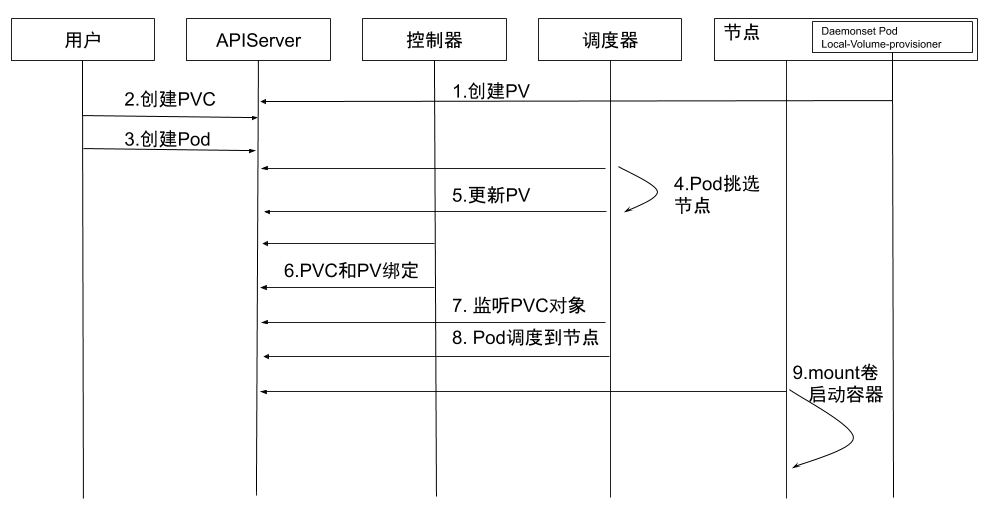 用户
APIServer
控制器
调度器
节点
Daemonset Pod
Local-Volume-provisioner
1.创建PV
2.创建PVC
3.创建Pod
4.Pod挑选
节点
5.更新PV
6.PVC和PV绑定
7. 监听PVC对象
8. Pod调度到节点
9.mount卷
启动容器